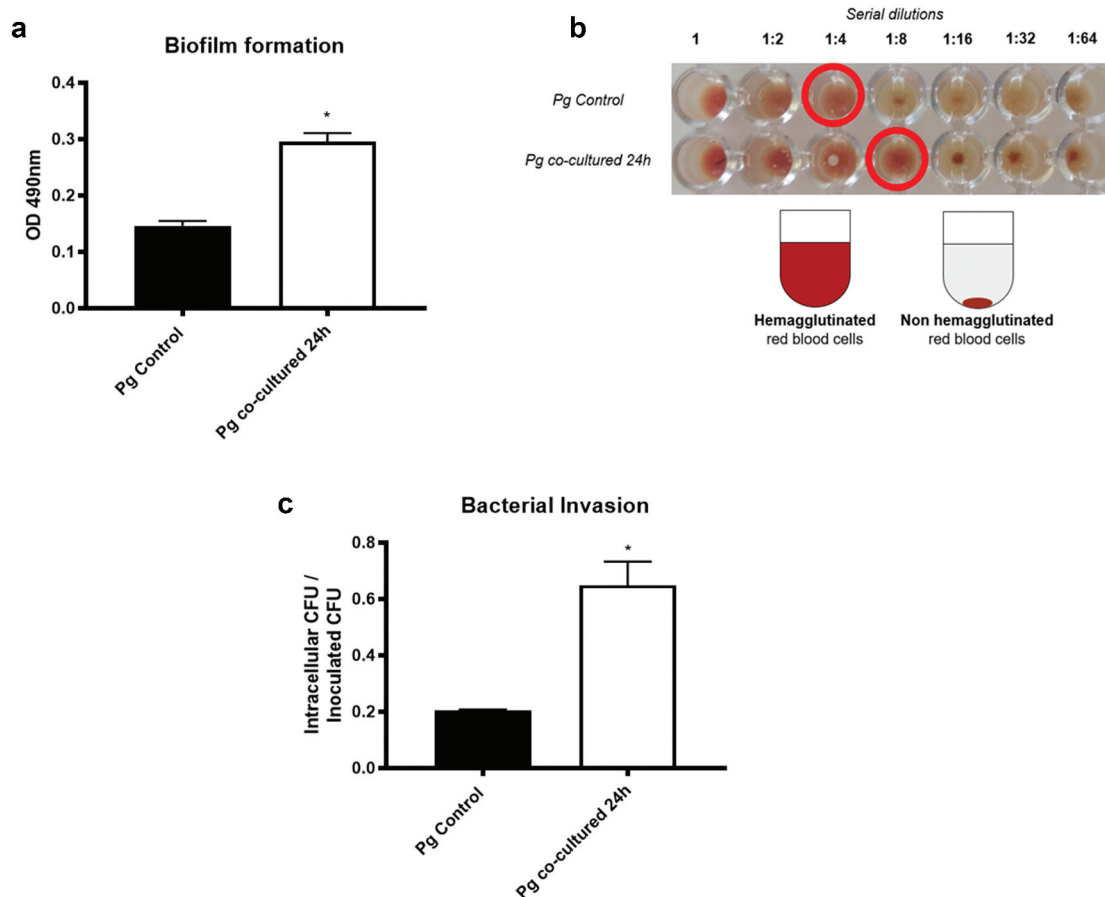 a
Biofilm formation
OD 490nm
0.4
0.3
0.2
0.1
0.0
*
Pg Control
Pg co-cultured 24h
b
Serial dilutions
1 1:2 1:4 1:8 1:16 1:32 1:64
Pg Control
Pg co-cultured 24h
Hemagglutinated
red blood cells
Non hemagglutinated
red blood cells
c
Bacterial Invasion
Intracellular CFU /
Inoculated CFU
0.8
0.6
0.4
0.2
0.0
*
Pg Control
Pg co-cultured 24h